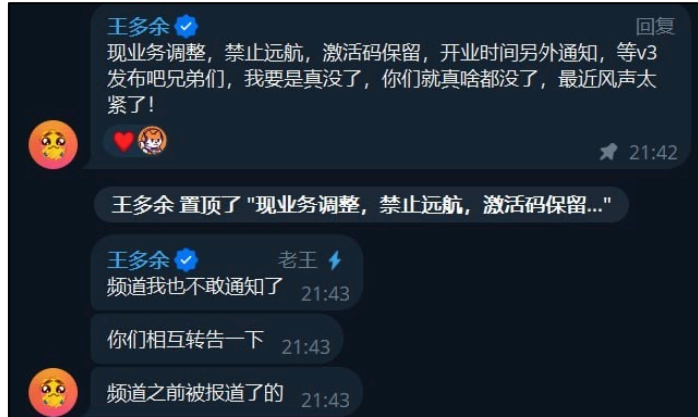 王多余 回复
现业务调整，禁止远航，激活码保留，开业时间另外通知，等v3
发布吧兄弟们，我要是真没了，你们就真啥都没了，最近风声太
紧了！
21:42
王多余 置顶了 "现业务调整，禁止远航，激活码保留..."
王多余 老王
频道我也不敢通知了 21:43
你们相互转告一下 21:43
频道之前被报道了的 21:43